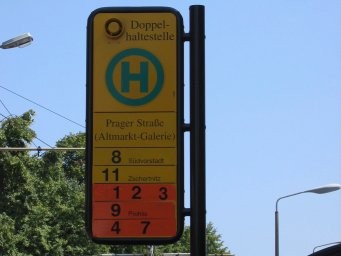 Doppel-
haltestelle
H
Prager Straße
(Altmarkt-Galerie)
8 Südvorstadt
11 Zschertnitz
1 2 3
9 Prohlis
4 7